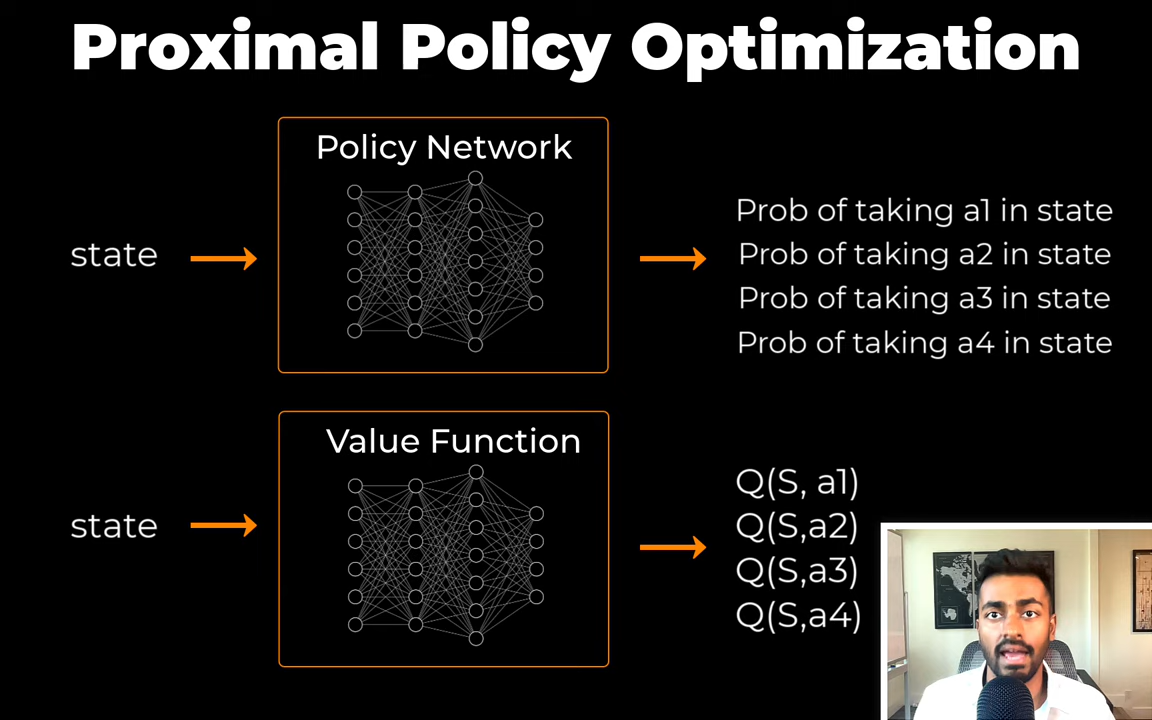 Proximal Policy Optimization
Policy Network
state
Prob of taking a1 in state
Prob of taking a2 in state
Prob of taking a3 in state
Prob of taking a4 in state
Value Function
state
Q(S, a1)
Q(S,a2)
Q(S,a3)
Q(S,a4)